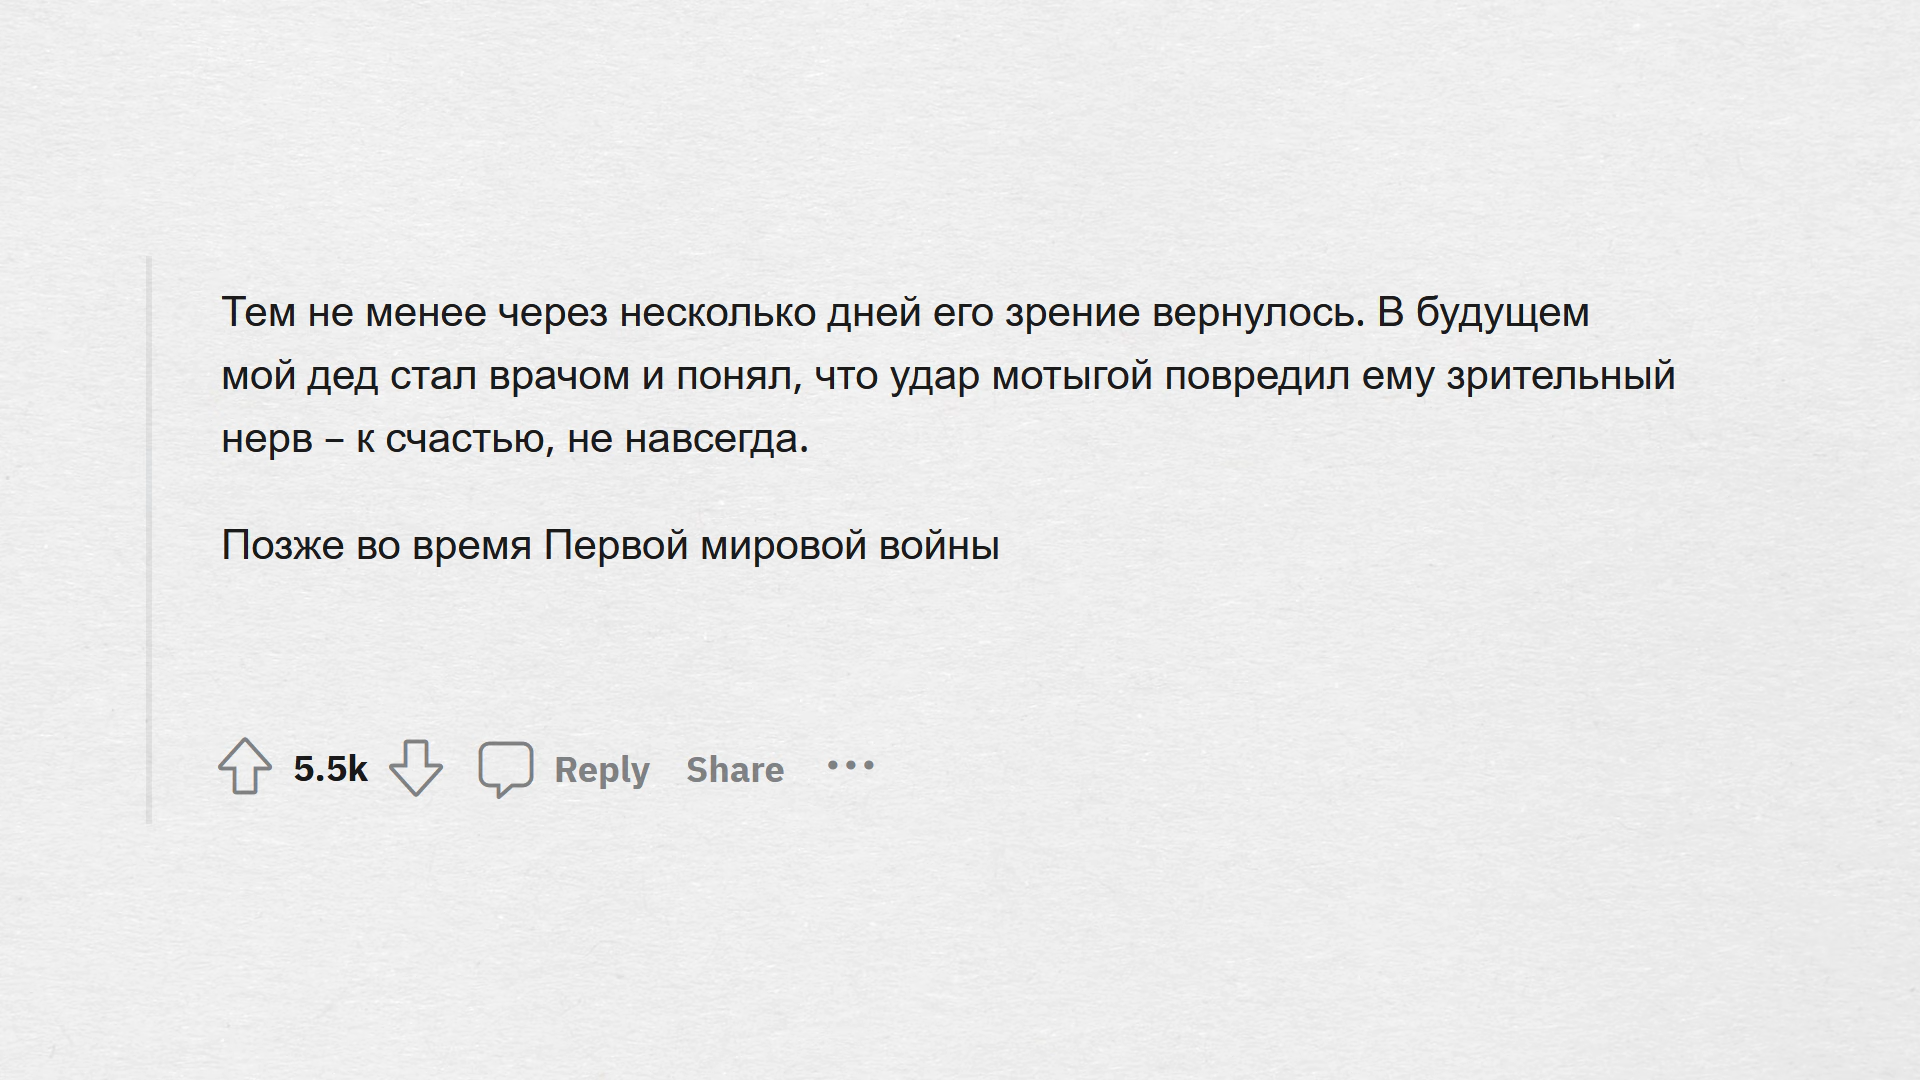 Тем не менее через несколько дней его зрение вернулось. В будущем
мой дед стал врачом и понял, что удар мотыгой повредил ему зрительный
нерв – к счастью, не навсегда.
Позже во время Первой мировой войны
5.5k Reply Share •••